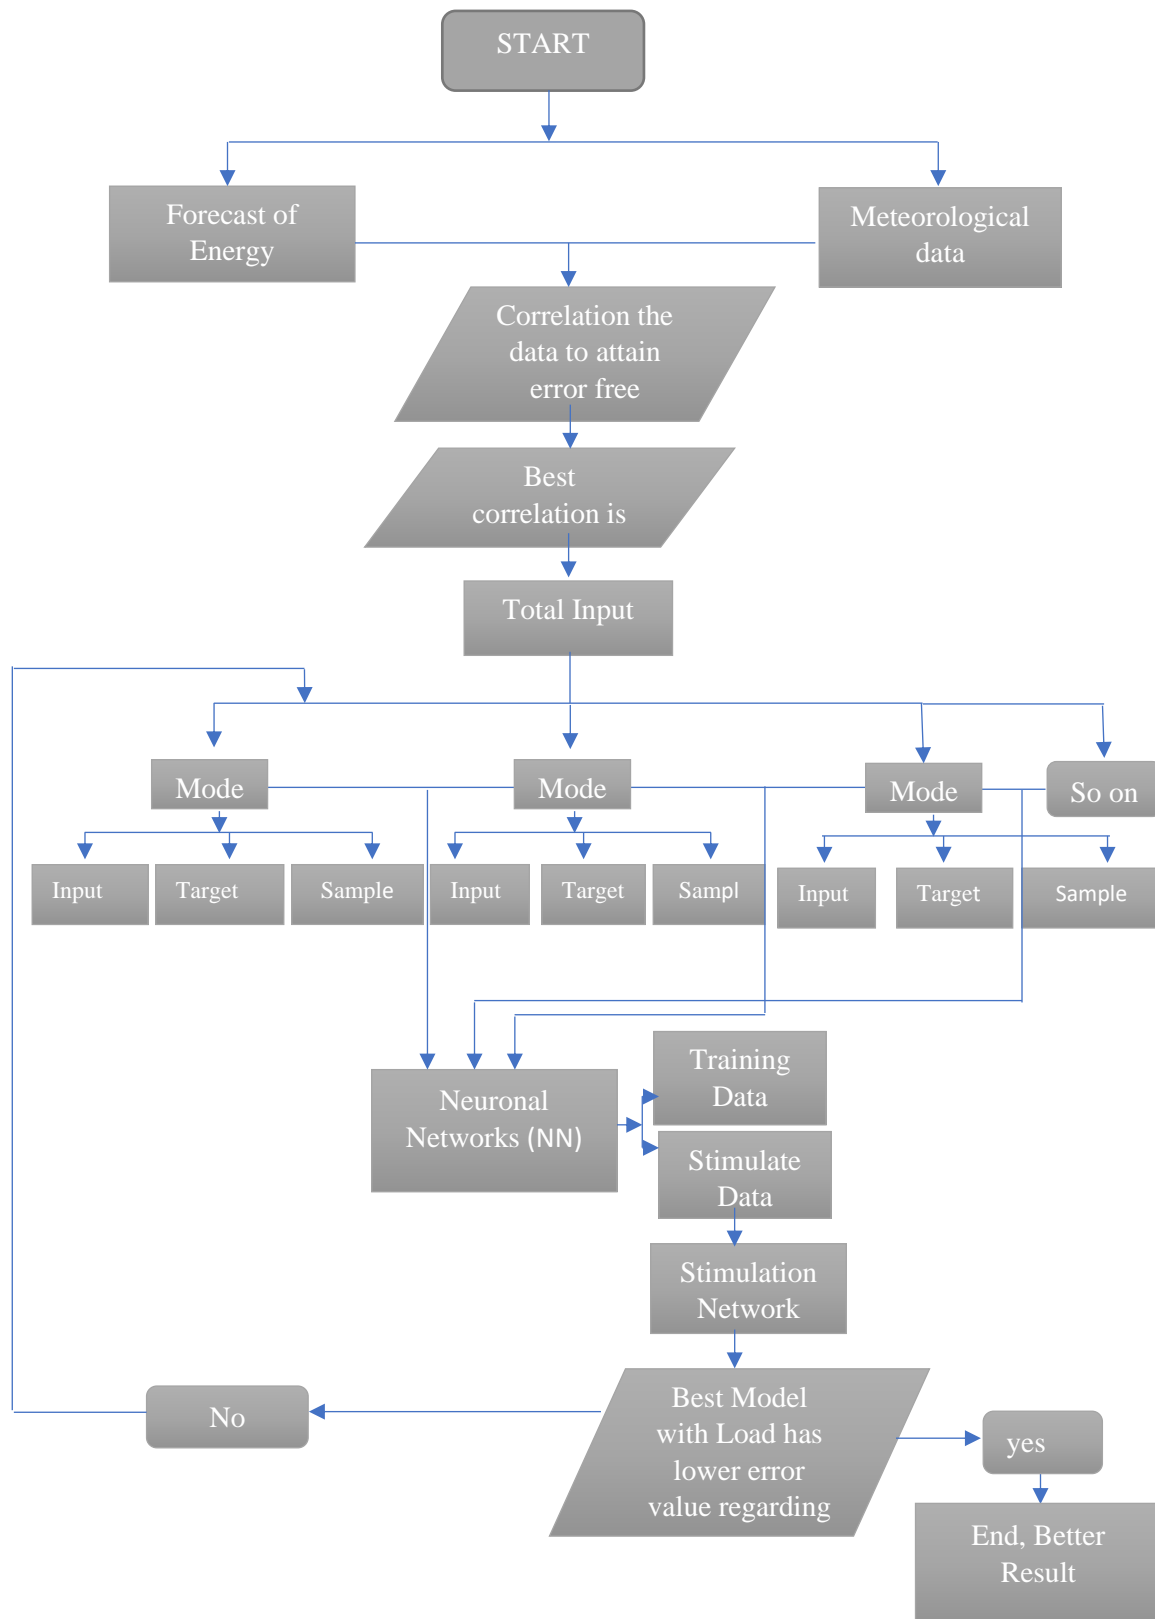 START
Forecast of
Energy
Meteorological
data
Correlation the
data to attain
error free
Best
correlation is
Total Input
Mode
Mode
Mode
So on
Input
Target
Sample
Input
Target
Sampl
Input
Target
Sample
Neuronal
Networks (NN)
Training
Data
Stimulate
Data
Stimulation
Network
Best Model
with Load has
lower error
value regarding
No
yes
End, Better
Result